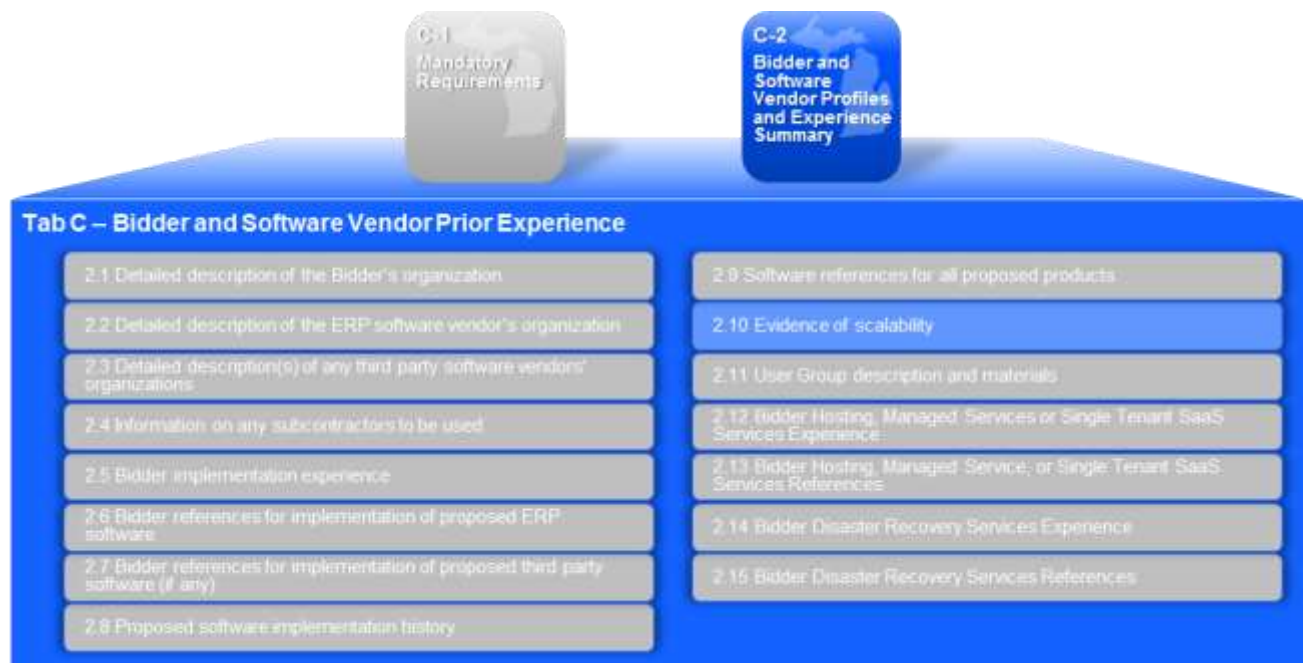 C-1
Mandatory
Requirements
C-2
Bidder and
Software
Vendor Profiles
and Experience
Summary
Tab C – Bidder and Software Vendor Prior Experience
2.1 Detailed description of the Bidder's organization
2.2 Detailed description of the ERP software vendor's organization
2.3 Detailed description(s) of any third party software vendors'
organizations
2.4 Information on any subcontractors to be used
2.5 Bidder implementation experience
2.6 Bidder references for implementation of proposed ERP
software
2.7 Bidder references for implementation of proposed third party
software (if any)
2.8 Proposed software implementation history
2.9 Software references for all proposed products
2.10 Evidence of scalability
2.11 User Group description and materials
2.12 Bidder Hosting, Managed Services or Single Tenant SaaS
Services Experience
2.13 Bidder Hosting, Managed Service, or Single Tenant SaaS
Services References
2.14 Bidder Disaster Recovery Services Experience
2.15 Bidder Disaster Recovery Services References